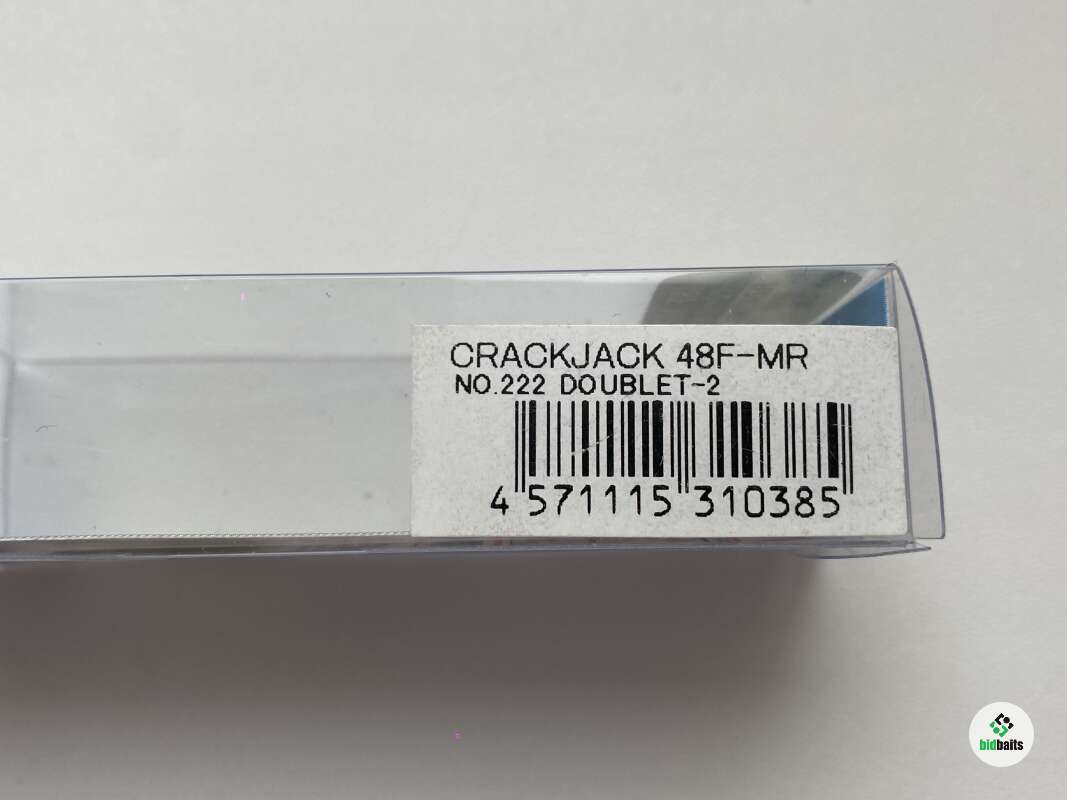 CRACKJACK 48F-MR
NO.222 DOUBLET-2
4 571115 310385
bidbaits